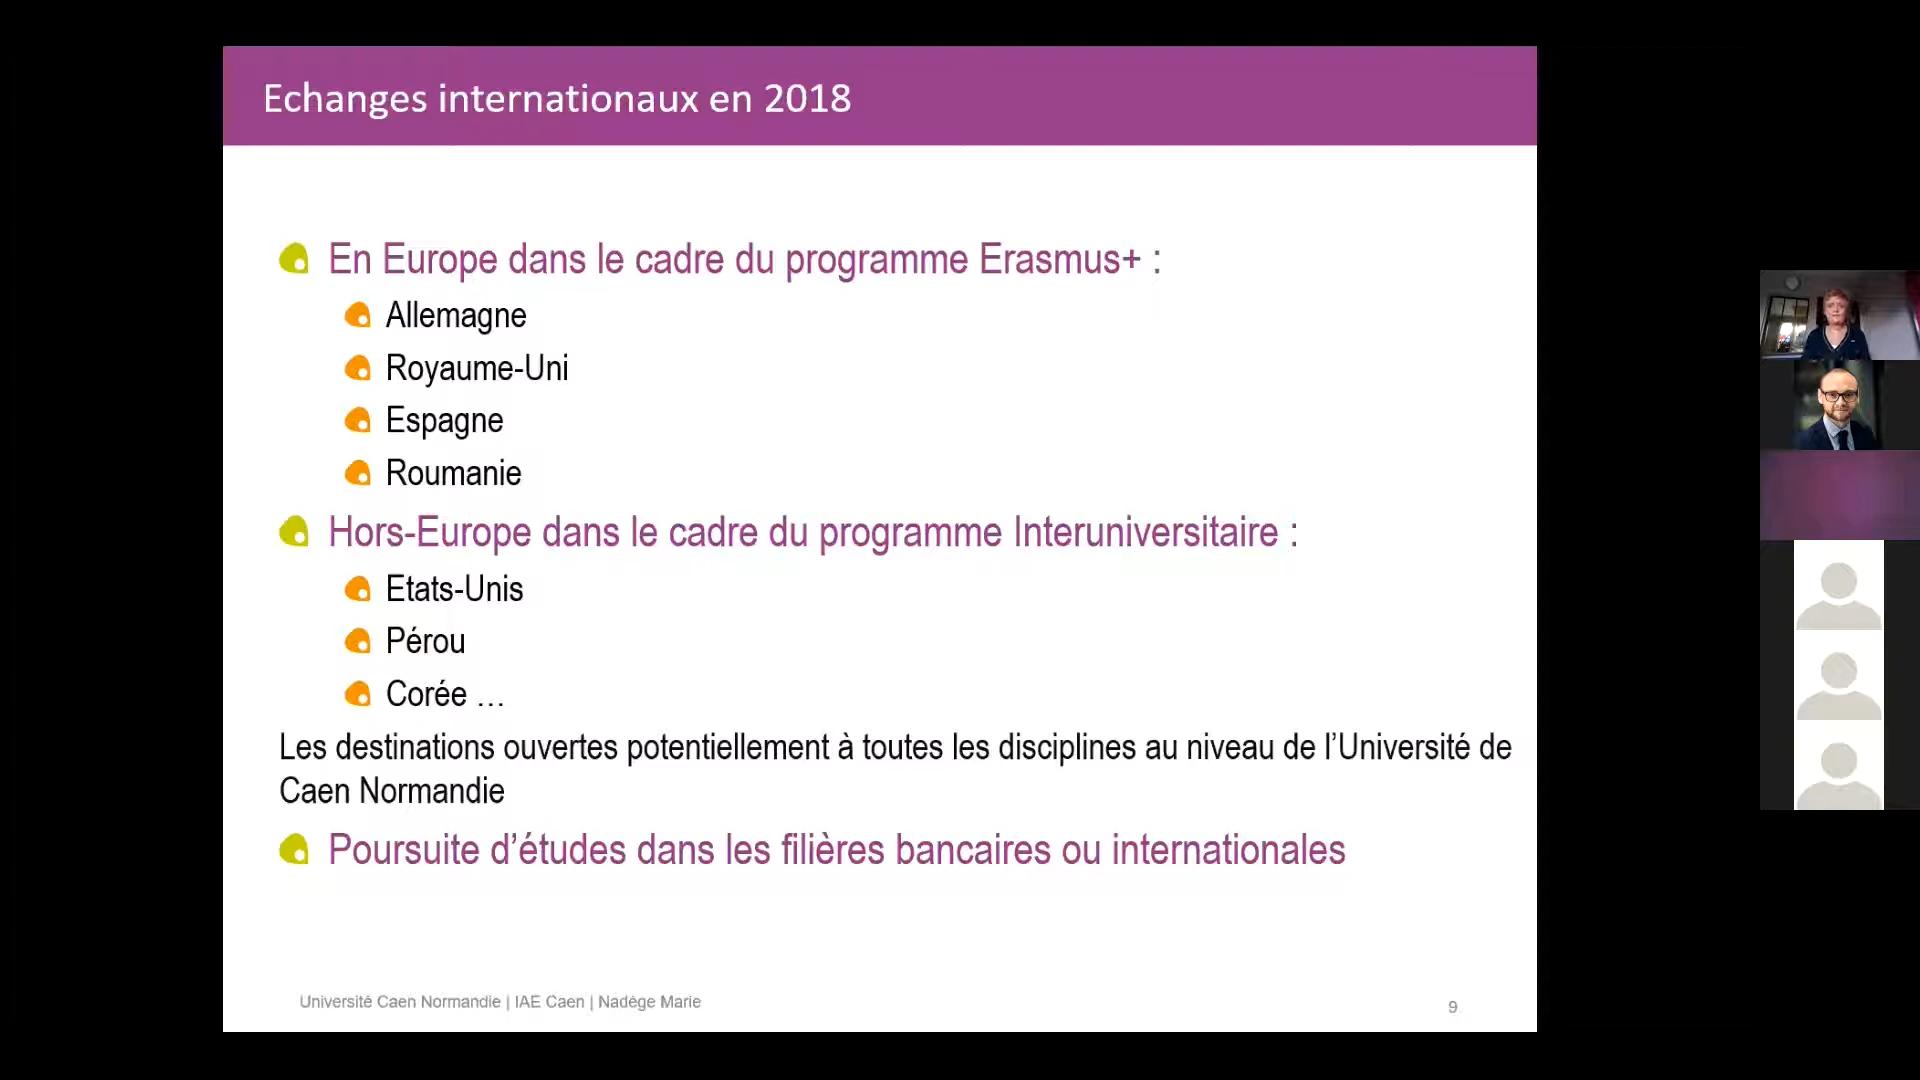 Echanges internationaux en 2018
En Europe dans le cadre du programme Erasmus+ :
Allemagne
Royaume-Uni
Espagne
Roumanie
Hors-Europe dans le cadre du programme Interuniversitaire :
Etats-Unis
Pérou
Corée …
Les destinations ouvertes potentiellement à toutes les disciplines au niveau de l’Université de
Caen Normandie
Poursuite d’études dans les filières bancaires ou internationales
Université Caen Normandie | IAE Caen | Nadège Marie
9